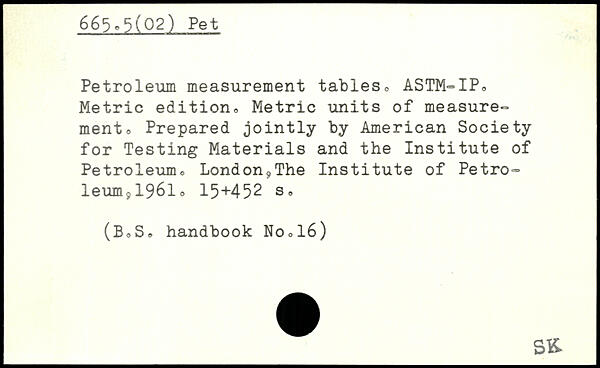 665.5(02) Pet
Petroleum measurement tables. ASTM-IP.
Metric edition. Metric units of measure-
ment. Prepared jointly by American Society
for Testing Materials and the Institute of
Petroleum. London,The Institute of Petro-
leum,1961. 15+452 s.
(B.S. handbook No.16)
SK